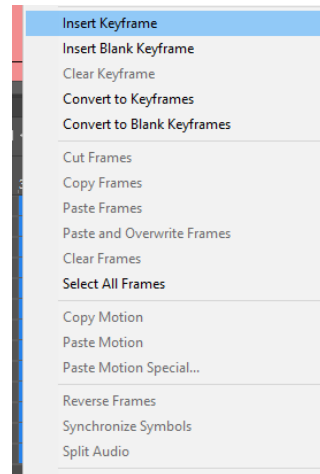 Insert Keyframe
Insert Blank Keyframe
Clear Keyframe
Convert to Keyframes
Convert to Blank Keyframes
Cut Frames
Copy Frames
Paste Frames
Paste and Overwrite Frames
Clear Frames
Select All Frames
Copy Motion
Paste Motion
Paste Motion Special...
Reverse Frames
Synchronize Symbols
Split Audio